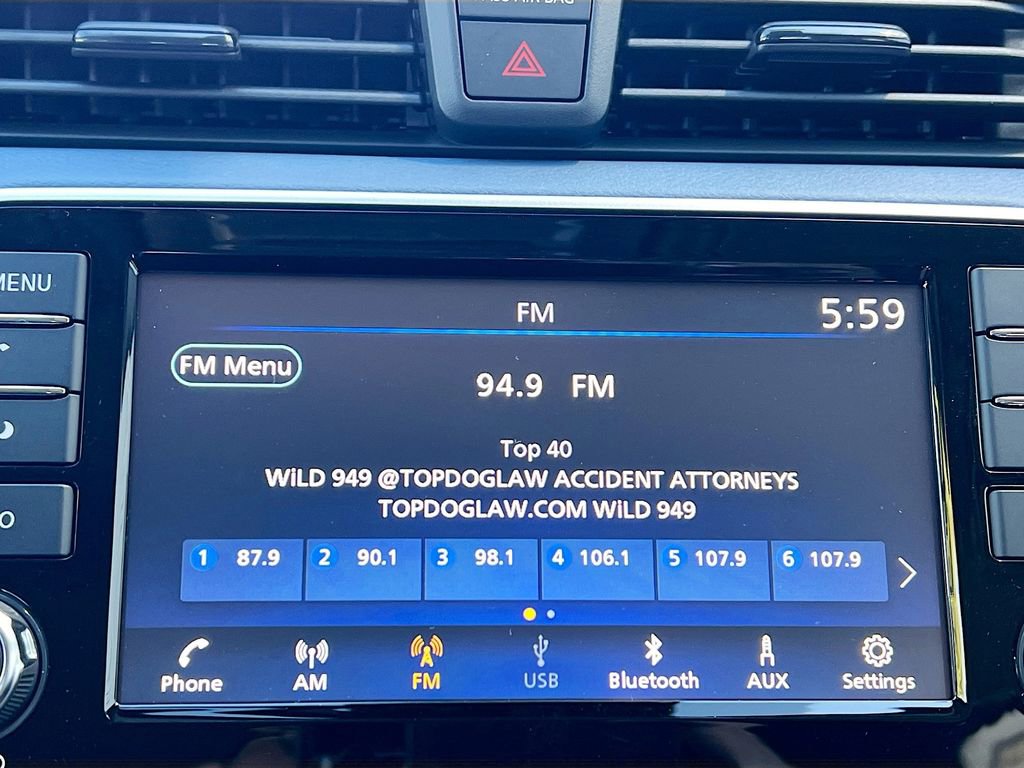 AIR BAG
MENU
FM
5:59
FM Menu
94.9 FM
Top 40
WiLD 949 @TOPDOGLAW ACCIDENT ATTORNEYS
TOPDOGLAW.COM WiLD 949
1 87.9 2 90.1 3 98.1 4 106.1 5 107.9 6 107.9
Phone AM FM USB Bluetooth AUX Settings